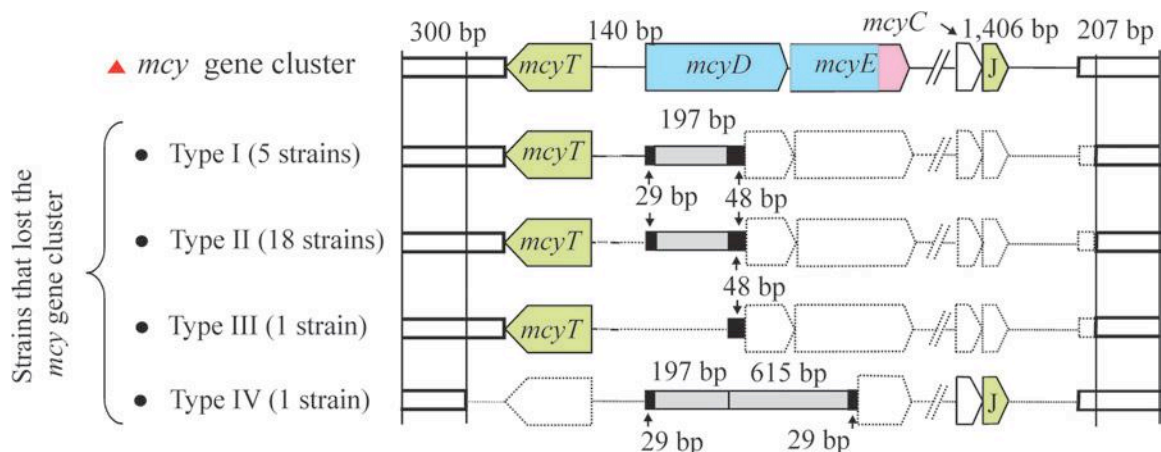 300 bp 140 bp mcyC 1,406 bp 207 bp
▲ mcy gene cluster mcyT mcyD mcyE J
197 bp
Strains that lost the
mcy gene cluster
● Type I (5 strains) mcyT
29 bp 48 bp
● Type II (18 strains) mcyT
48 bp
● Type III (1 strain) mcyT
197 bp 615 bp
● Type IV (1 strain) J
29 bp 29 bp